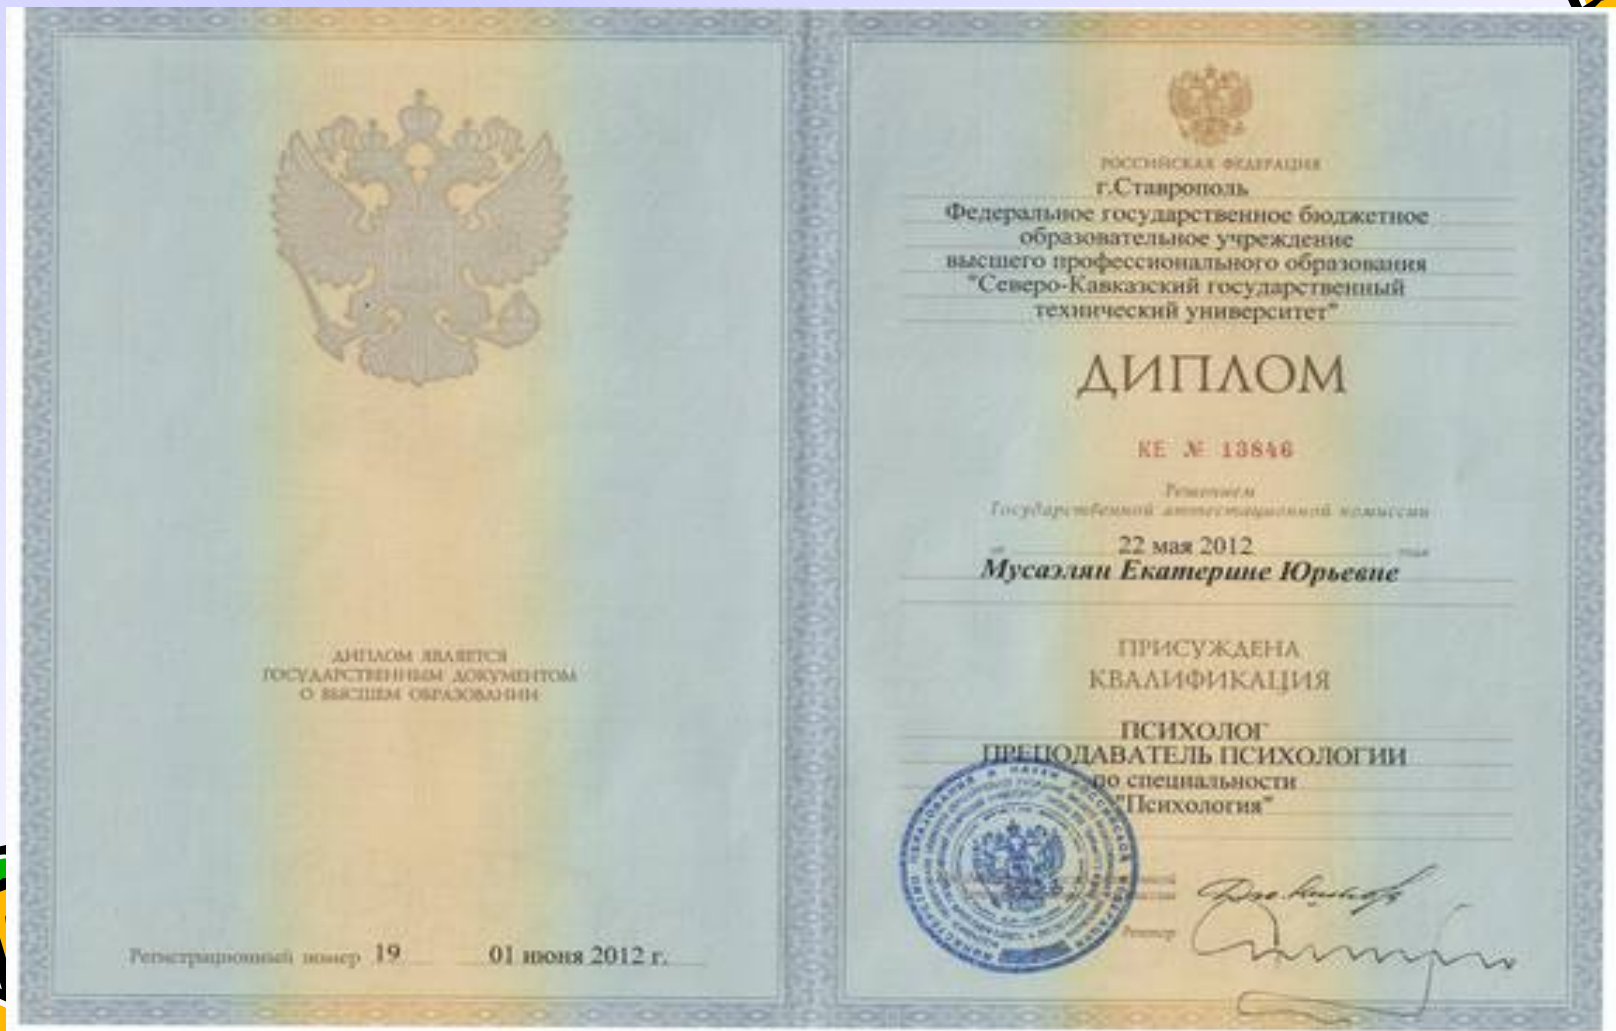 ДИПЛОМ ЯВЛЯЕТСЯ
ГОСУДАРСТВЕННЫМ ДОКУМЕНТОМ
О ВЫСШЕМ ОБРАЗОВАНИИ
Регистрационный номер 19 01 июня 2012 г.
РОССИЙСКАЯ ФЕДЕРАЦИЯ
г.Ставрополь
Федеральное государственное бюджетное
образовательное учреждение
высшего профессионального образования
"Северо-Кавказский государственный
технический университет"
ДИПЛОМ
КЕ № 13846
Решением
Государственной аттестационной комиссии
от 22 мая 2012 года
Мусаэлян Екатерине Юрьевне
ПРИСУЖДЕНА
КВАЛИФИКАЦИЯ
ПСИХОЛОГ
ПРЕПОДАВАТЕЛЬ ПСИХОЛОГИИ
по специальности
"Психология"
Ректор